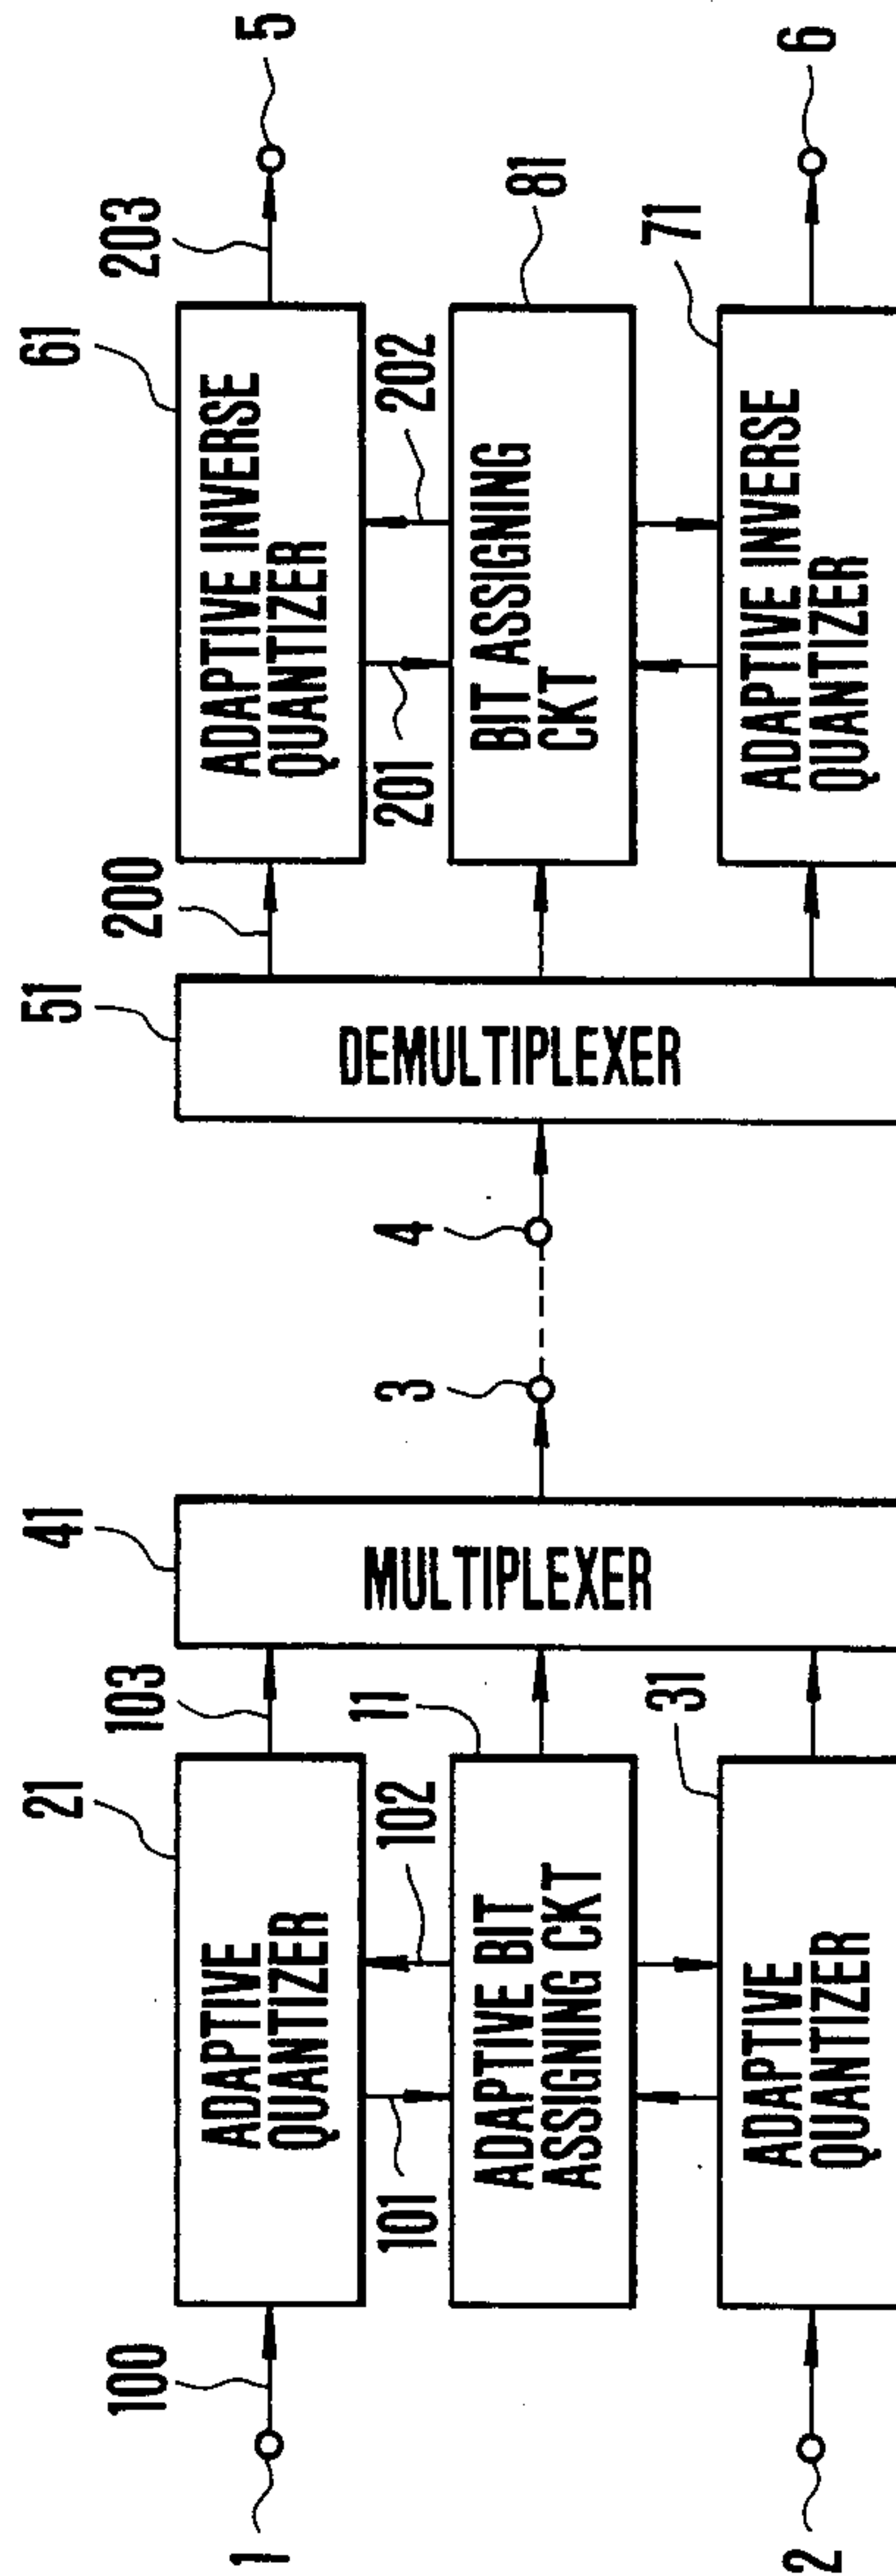 1
100
21
ADAPTIVE
QUANTIZER
103
101
102
11
ADAPTIVE BIT
ASSIGNING CKT
2
31
ADAPTIVE
QUANTIZER
41
MULTIPLEXER
3
4
51
DEMULTIPLEXER
200
61
ADAPTIVE INVERSE
QUANTIZER
203
5
201
202
81
BIT ASSIGNING
CKT
71
ADAPTIVE INVERSE
QUANTIZER
6